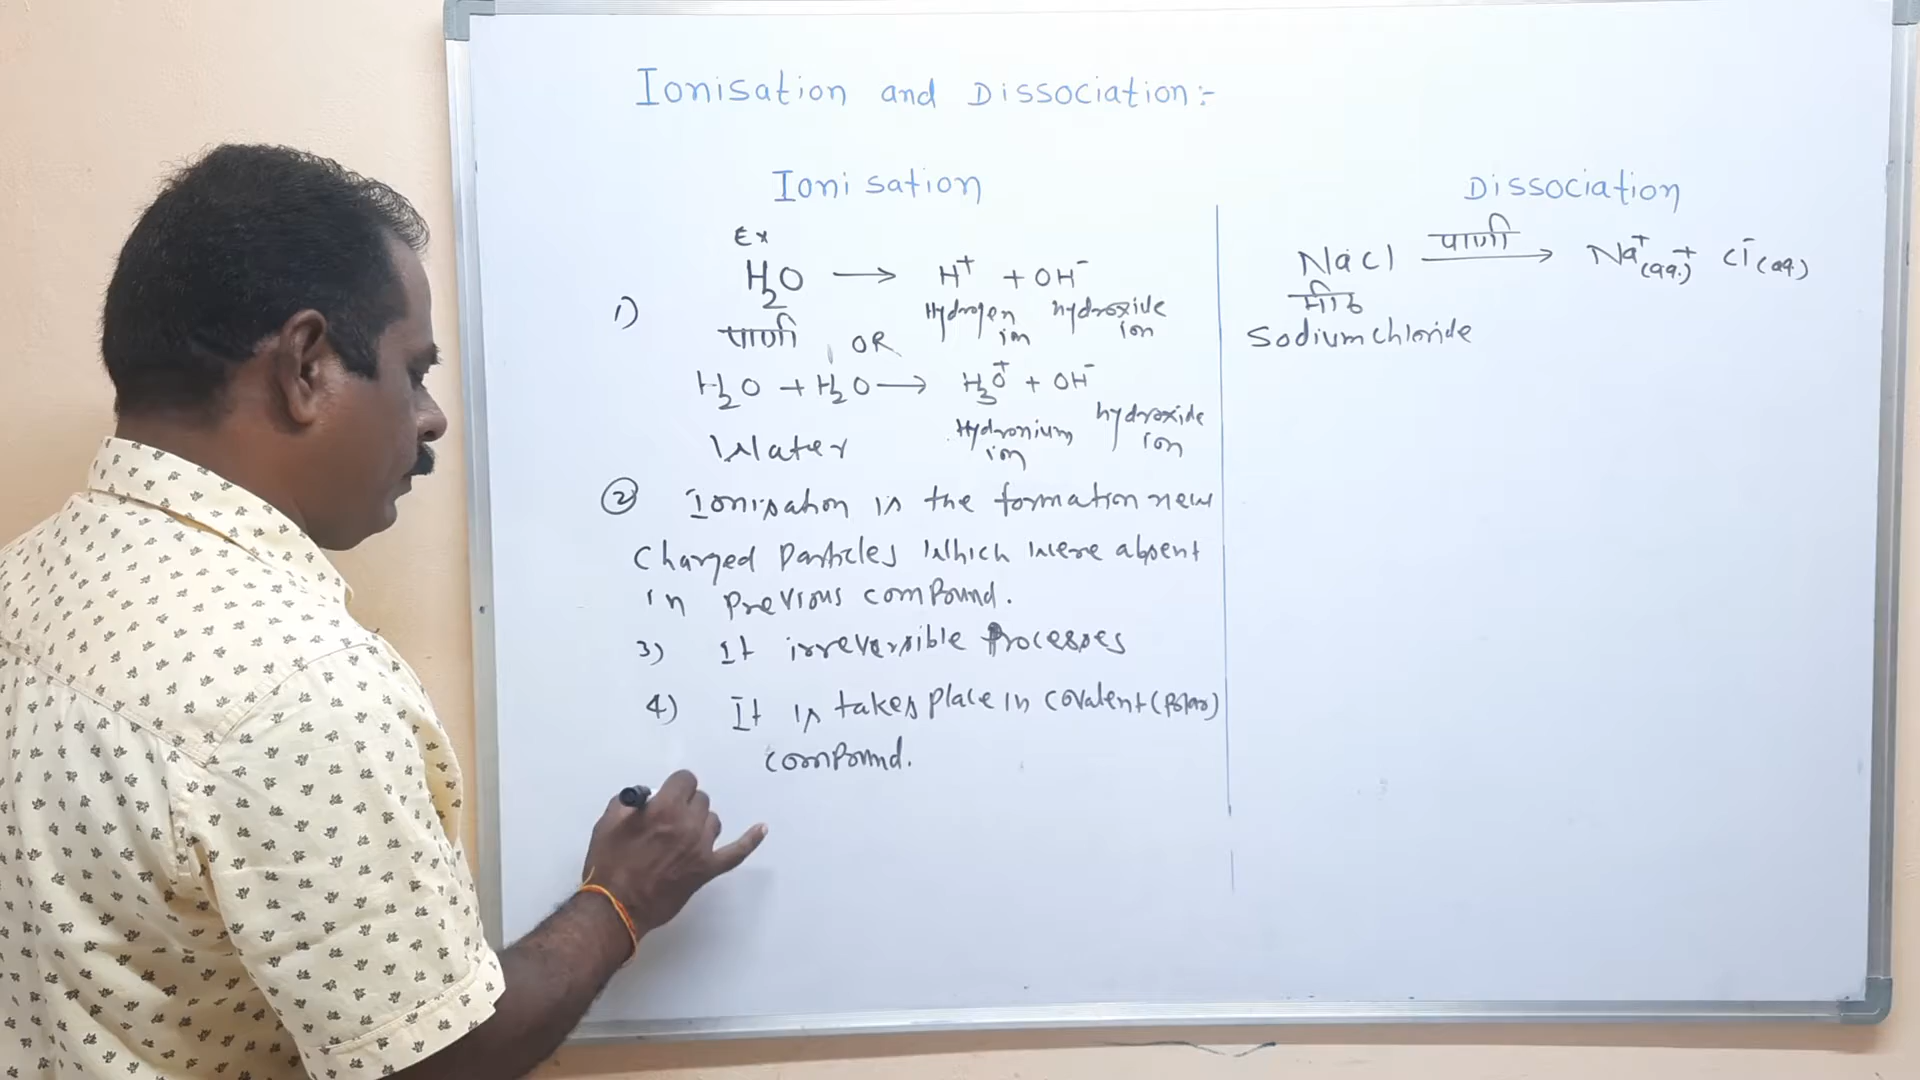 Ionisation and Dissociation:-
Ionisation
Ex
H₂O → H⁺ + OH⁻
1)
Hydrogen ion hydroxide ion
पाणी OR
H₂O + H₂O → H₃O⁺ + OH⁻
Water
Hydronium ion hydroxide ion
② Ionisation is the formation new
charged particles which were absent
in previous compound.
3) It irreversible Processes
4) It is takes place in covalent (Polar)
compound.
Dissociation
NaCl पाणी → Na⁺(aq.) + Cl⁻(aq)
मीठ
Sodium chloride